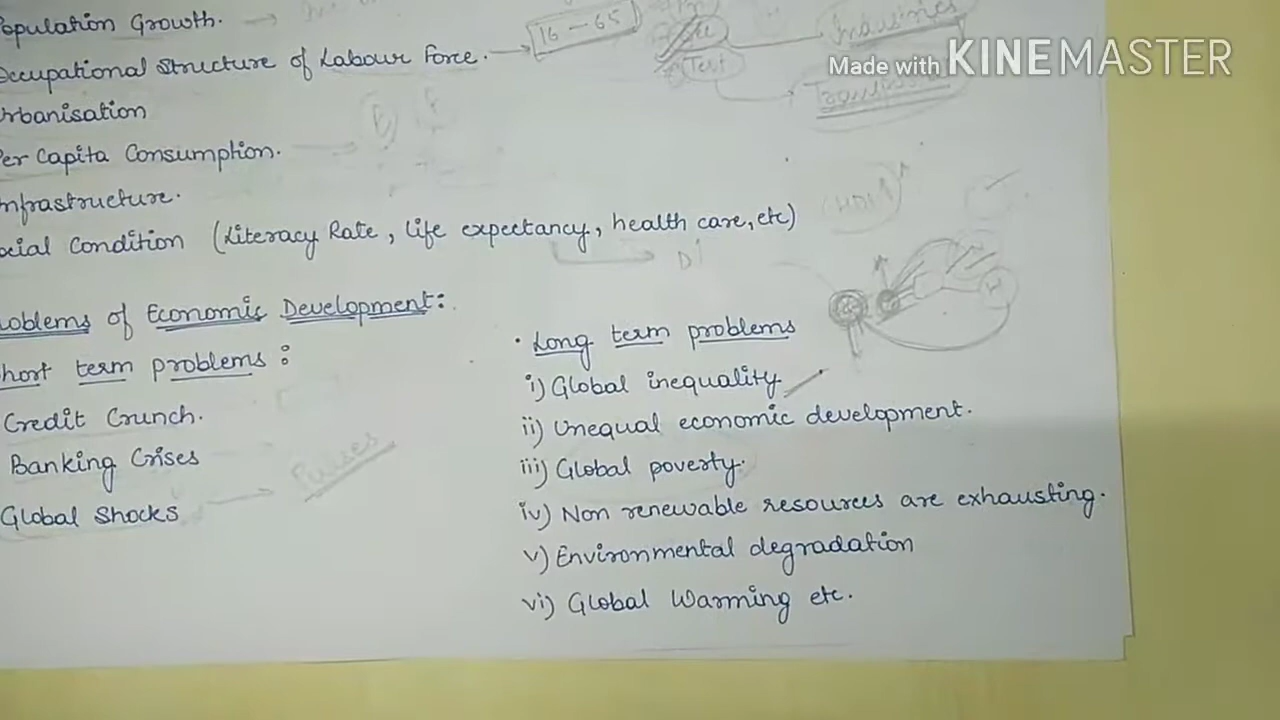 opulation Growth.
ccupational Structure of Labour Force. 16 - 65
Industries
Made with KINEMASTER
Tert
rbanisation
er Capita Consumption.
nfrastructure.
ocial Condition (Literacy Rate, life expectancy, health care, etc)
roblems of Economic Development:
hort term problems:
Credit Crunch.
Banking Crises
Global Shocks
Pulses
· Long term problems
i) Global inequality
ii) Unequal economic development.
iii) Global poverty.
iv) Non renewable resources are exhausting.
v) Environmental degradation
vi) Global Warming etc.